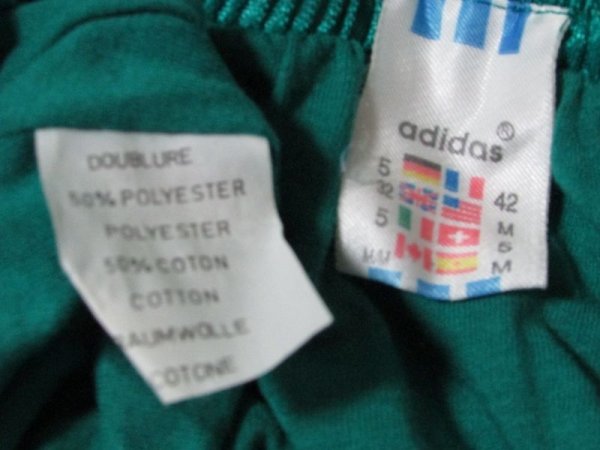 DOUBLURE
50% POLYESTER
POLYESTER
50% COTON
COTTON
BAUMWOLLE
COTONE
adidas ®
5
32 42
5 M
S
M/M M